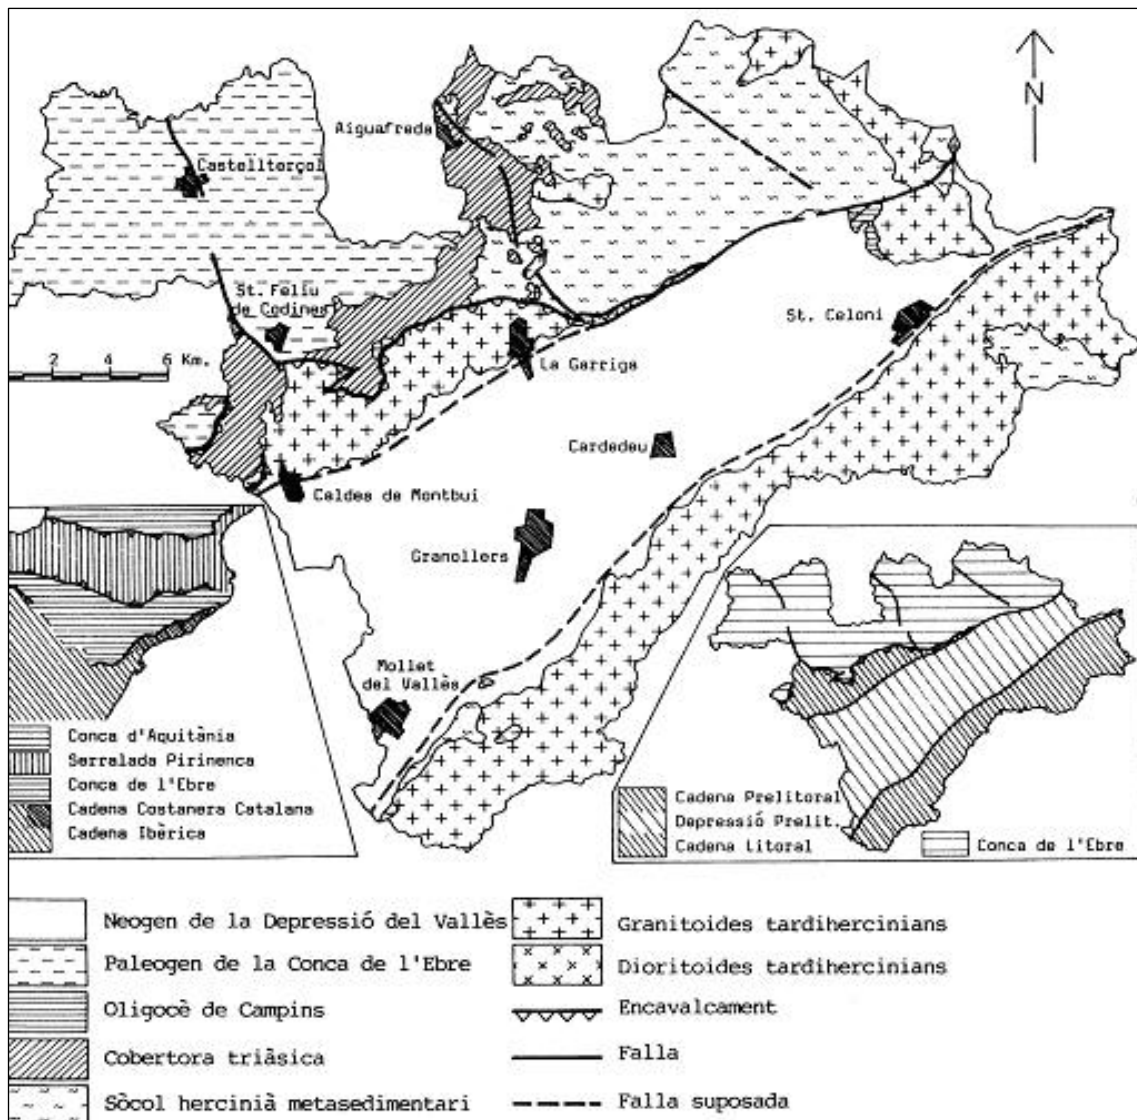 N
Aiguafreda
Castellterçol
St. Feliu
de Codines
St. Celoni
2 4 6 Km.
La Garriga
Cardedeu
Caldes de Montbui
Granollers
Mollet
del Vallès
Conca d'Aquitània
Serralada Pirinenca
Conca de l'Ebre
Cadena Costanera Catalana
Cadena Ibèrica
Cadena Prelitoral
Depressió Prelit.
Cadena Litoral
Conca de l'Ebre
Neogen de la Depressió del Vallès
Paleogen de la Conca de l'Ebre
Oligocè de Campins
Cobertora triàsica
Sòcol hercinià metasedimentari
Granitoides tardihercinians
Dioritoides tardihercinians
Encavalcament
Falla
Falla suposada